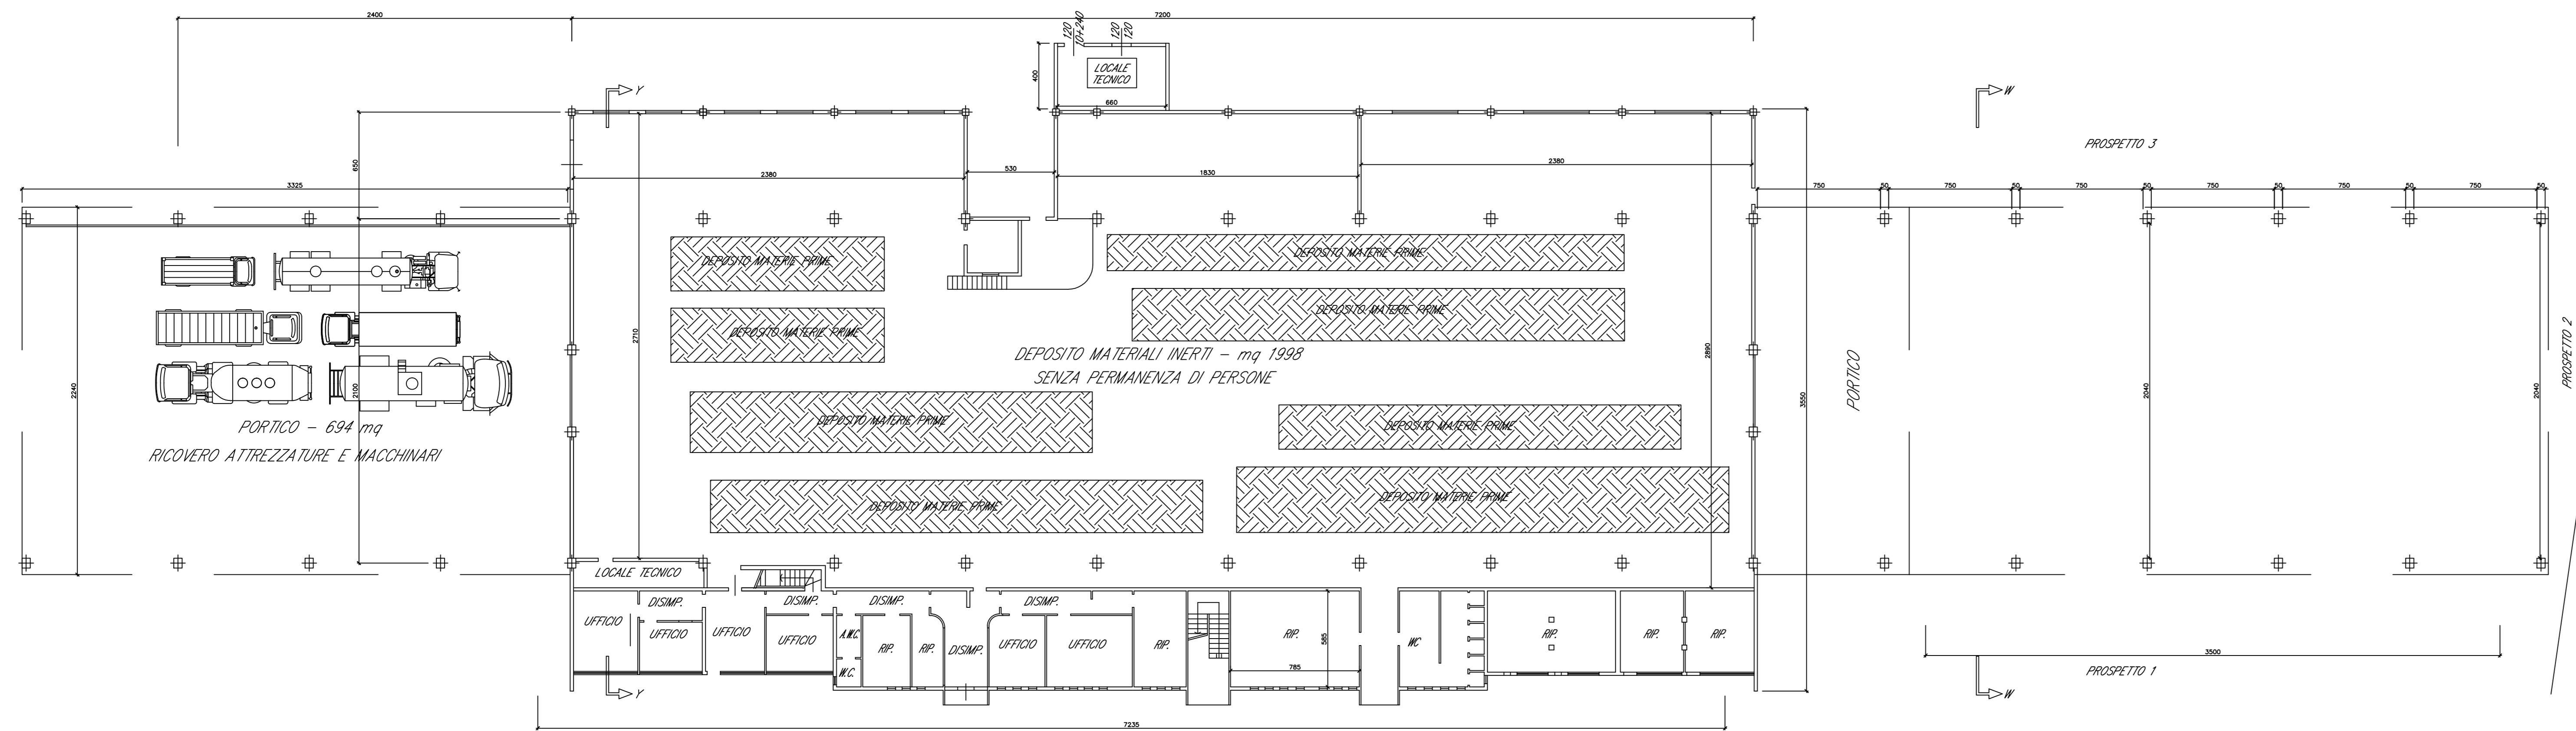 2400
7200
120
10+240
120
120
LOCALE
TECNICO
400
660
Y
W
PROSPETTO 3
650
530
2380
1830
2380
3325
750
50
750
50
750
50
750
50
750
50
750
50
DEPOSITO MATERIE PRIME
DEPOSITO MATERIE PRIME
DEPOSITO MATERIE PRIME
DEPOSITO MATERIE PRIME
2710
2890
DEPOSITO MATERIALI INERTI - mq 1998
SENZA PERMANENZA DI PERSONE
PORTICO
PROSPETTO 2
2240
2100
3550
2040
2040
PORTICO - 694 mq
RICOVERO ATTREZZATURE E MACCHINARI
DEPOSITO MATERIE PRIME
DEPOSITO MATERIE PRIME
DEPOSITO MATERIE PRIME
DEPOSITO MATERIE PRIME
LOCALE TECNICO
DISIMP.
DISIMP.
DISIMP.
DISIMP.
UFFICIO
UFFICIO
UFFICIO
UFFICIO
A.W.C.
W.C.
RIP.
RIP.
DISIMP.
UFFICIO
UFFICIO
RIP.
RIP.
585
785
WC
RIP.
RIP.
RIP.
3500
PROSPETTO 1
Y
W
7235